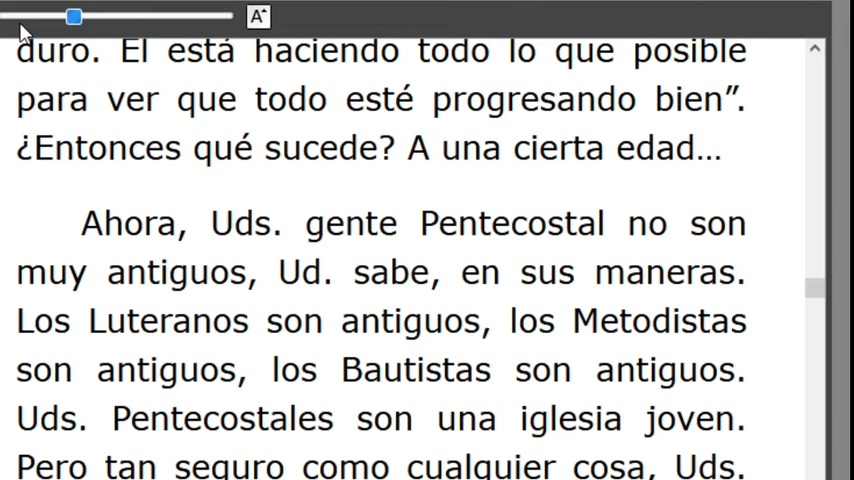 A
duro. Él está haciendo todo lo que posible
para ver que todo esté progresando bien”.
¿Entonces qué sucede? A una cierta edad...
Ahora, Uds. gente Pentecostal no son
muy antiguos, Ud. sabe, en sus maneras.
Los Luteranos son antiguos, los Metodistas
son antiguos, los Bautistas son antiguos.
Uds. Pentecostales son una iglesia joven.
Pero tan seguro como cualquier cosa, Uds.